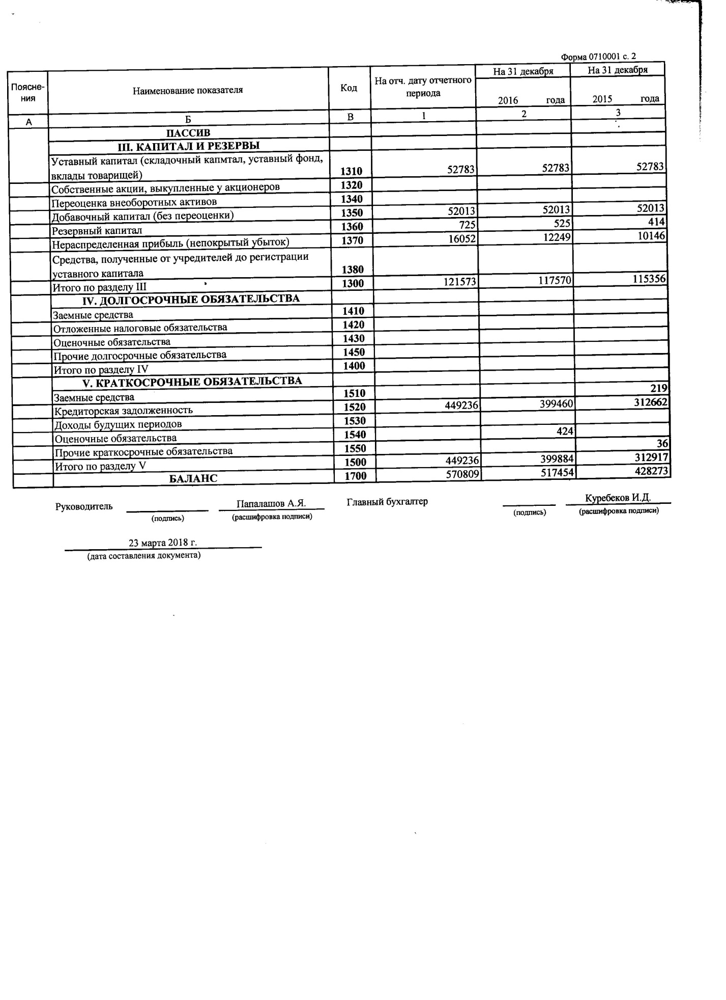 Форма 0710001 с. 2
Поясне-
ния
Наименование показателя
Код
На отч. дату отчетного
периода
На 31 декабря
2016 года
На 31 декабря
2015 года
А Б В 1 2 3
ПАССИВ
III. КАПИТАЛ И РЕЗЕРВЫ
Уставный капитал (складочный капмтал, уставный фонд,
вклады товарищей) 1310 52783 52783 52783
Собственные акции, выкупленные у акционеров 1320
Переоценка внеоборотных активов 1340
Добавочный капитал (без переоценки) 1350 52013 52013 52013
Резервный капитал 1360 725 525 414
Нераспределенная прибыль (непокрытый убыток) 1370 16052 12249 10146
Средства, полученные от учредителей до регистрации
уставного капитала 1380
Итого по разделу III 1300 121573 117570 115356
IV. ДОЛГОСРОЧНЫЕ ОБЯЗАТЕЛЬСТВА
Заемные средства 1410
Отложенные налоговые обязательства 1420
Оценочные обязательства 1430
Прочие долгосрочные обязательства 1450
Итого по разделу IV 1400
V. КРАТКОСРОЧНЫЕ ОБЯЗАТЕЛЬСТВА
Заемные средства 1510 219
Кредиторская задолженность 1520 449236 399460 312662
Доходы будущих периодов 1530
Оценочные обязательства 1540 424
Прочие краткосрочные обязательства 1550 36
Итого по разделу V 1500 449236 399884 312917
БАЛАНС 1700 570809 517454 428273
Руководитель Папалашов А.Я. Главный бухгалтер Куребеков И.Д.
(подпись) (расшифровка подписи) (подпись) (расшифровка подписи)
23 марта 2018 г.
(дата составления документа)